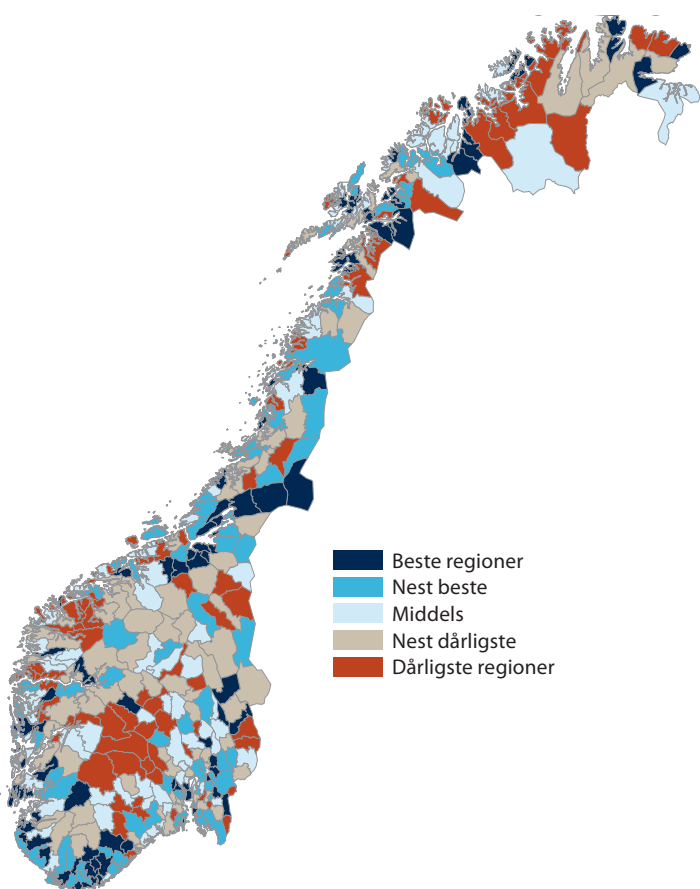 Beste regioner
Nest beste
Middels
Nest dårligste
Dårligste regioner